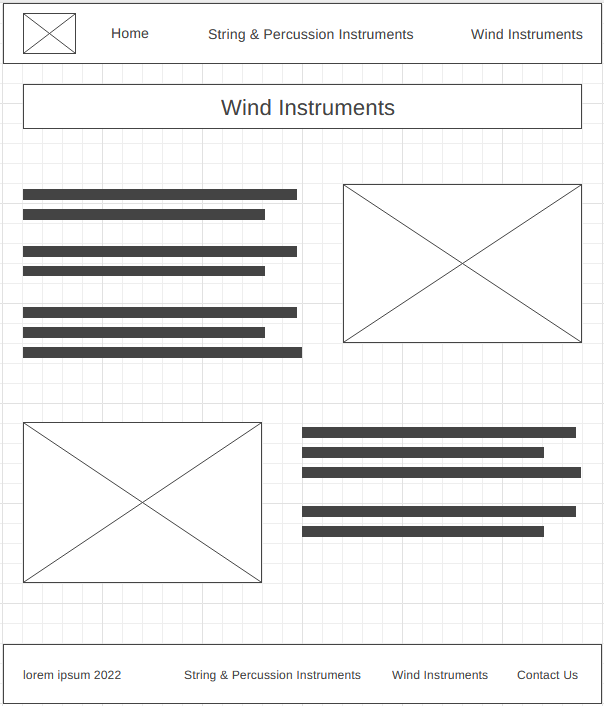 Home String & Percussion Instruments Wind Instruments
Wind Instruments
lorem ipsum 2022 String & Percussion Instruments Wind Instruments Contact Us